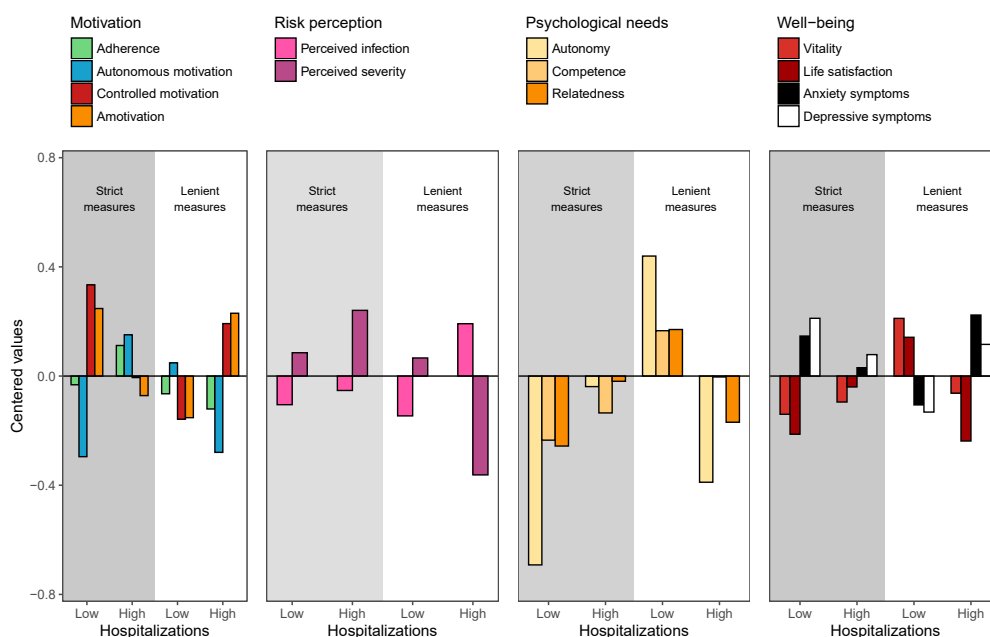 Motivation
Adherence
Autonomous motivation
Controlled motivation
Amotivation
Risk perception
Perceived infection
Perceived severity
Psychological needs
Autonomy
Competence
Relatedness
Well−being
Vitality
Life satisfaction
Anxiety symptoms
Depressive symptoms
Centered values
0.8
0.4
0.0
−0.4
−0.8
Strict
measures
Lenient
measures
Low
High
Low
High
Hospitalizations
Strict
measures
Lenient
measures
Low
High
Low
High
Hospitalizations
Strict
measures
Lenient
measures
Low
High
Low
High
Hospitalizations
Strict
measures
Lenient
measures
Low
High
Low
High
Hospitalizations